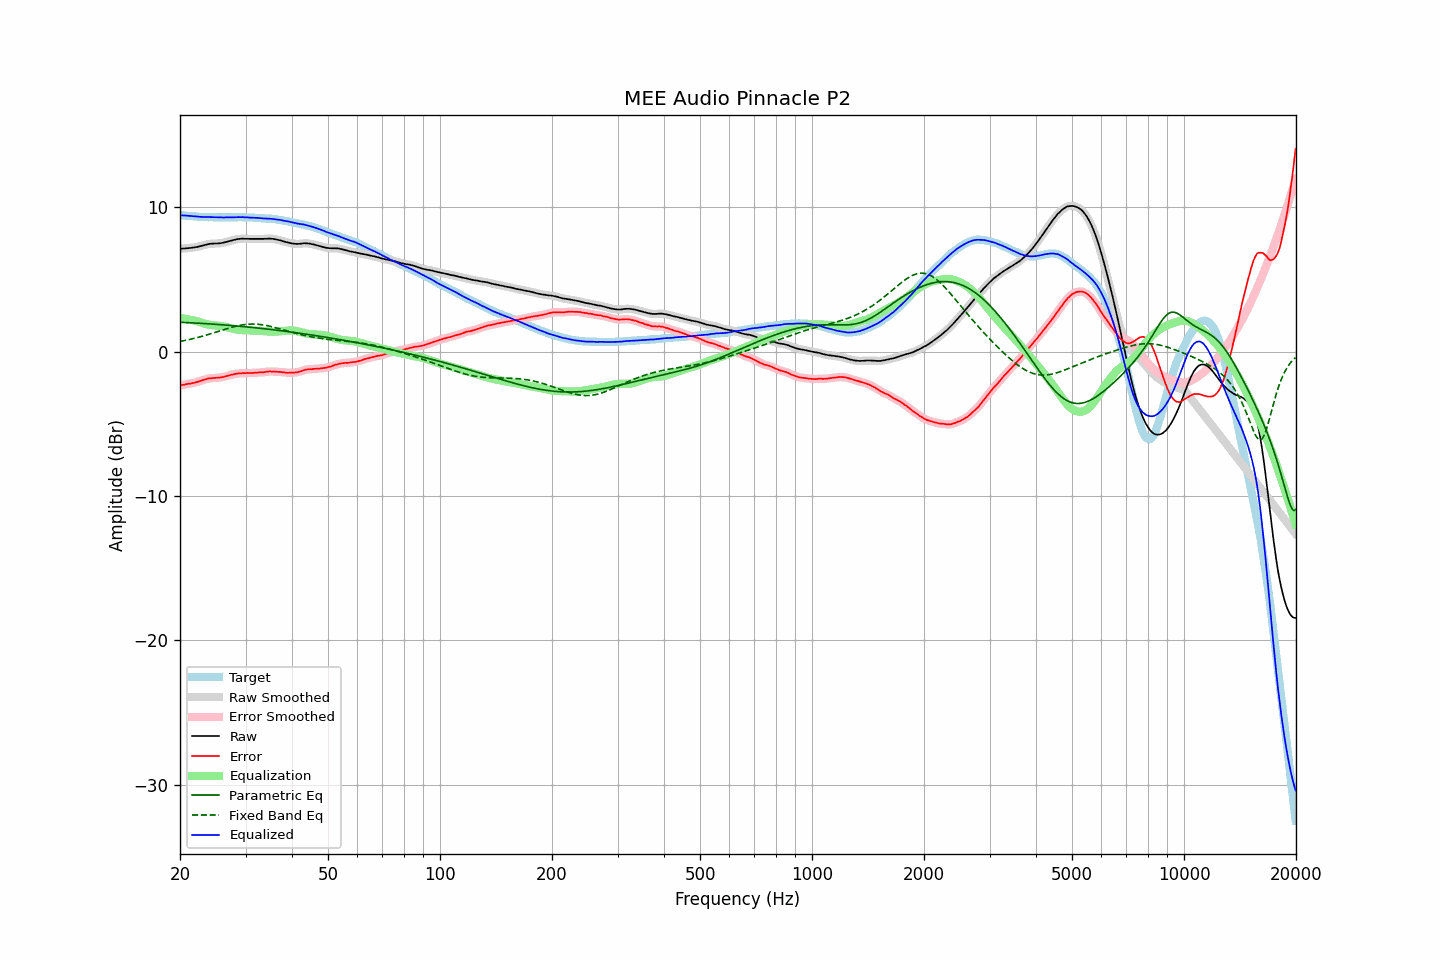 MEE Audio Pinnacle P2
Amplitude (dBr)
10
0
−10
−20
−30
Target
Raw Smoothed
Error Smoothed
Raw
Error
Equalization
Parametric Eq
Fixed Band Eq
Equalized
20 50 100 200 500 1000 2000 5000 10000 20000
Frequency (Hz)